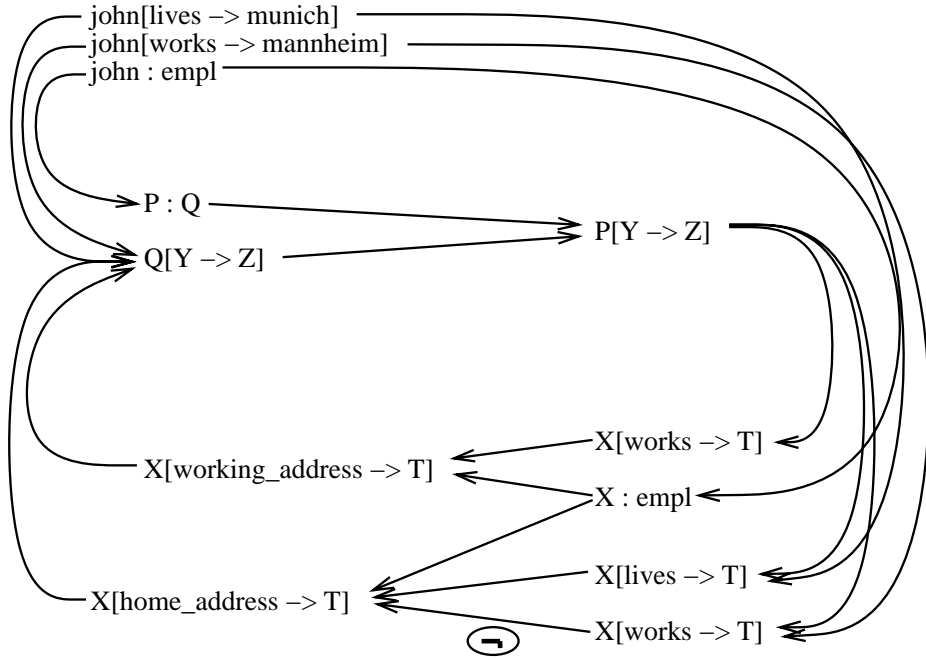 john[lives −> munich]
john[works −> mannheim]
john : empl
P : Q
P[Y −> Z]
Q[Y −> Z]
X[works −> T]
X[working_address −> T]
X : empl
X[lives −> T]
X[home_address −> T]
X[works −> T]
¬